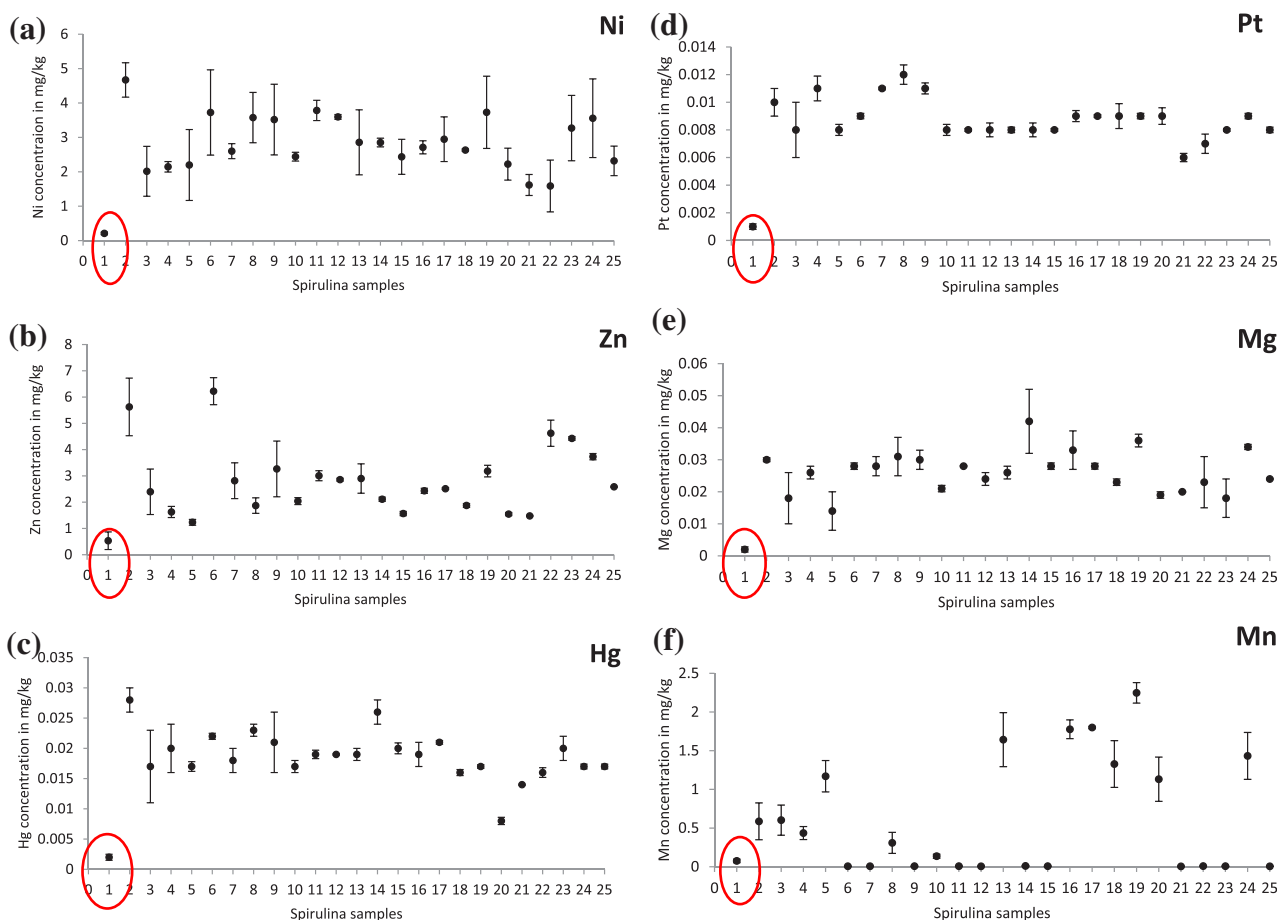 (a)
Ni
Ni concentraion in mg/kg
6
5
4
3
2
1
0
0 1 2 3 4 5 6 7 8 9 10 11 12 13 14 15 16 17 18 19 20 21 22 23 24 25
Spirulina samples
(d)
Pt
Pt concentration in mg/kg
0.014
0.012
0.010
0.008
0.006
0.004
0.002
0
0 1 2 3 4 5 6 7 8 9 10 11 12 13 14 15 16 17 18 19 20 21 22 23 24 25
Spirulina samples
(b)
Zn
Zn concentration in mg/kg
8
7
6
5
4
3
2
1
0
0 1 2 3 4 5 6 7 8 9 10 11 12 13 14 15 16 17 18 19 20 21 22 23 24 25
Spirulina samples
(e)
Mg
Mg concentration in mg/kg
0.06
0.05
0.04
0.03
0.02
0.01
0
0 1 2 3 4 5 6 7 8 9 10 11 12 13 14 15 16 17 18 19 20 21 22 23 24 25
Spirulina samples
(c)
Hg
Hg concentration in mg/kg
0.035
0.03
0.025
0.02
0.015
0.01
0.005
0
0 1 2 3 4 5 6 7 8 9 10 11 12 13 14 15 16 17 18 19 20 21 22 23 24 25
Spirulina samples
(f)
Mn
Mn concentration in mg/kg
2.5
2
1.5
1
0.5
0
0 1 2 3 4 5 6 7 8 9 10 11 12 13 14 15 16 17 18 19 20 21 22 23 24 25
Spirulina samples